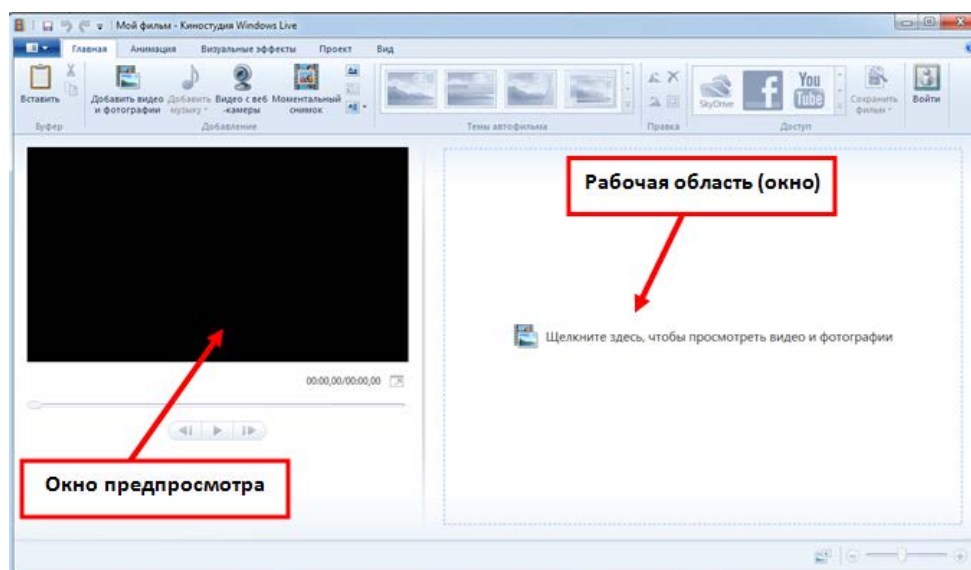 Мой фильм - Киностудия Windows Live
Главная Анимация Визуальные эффекты Проект Вид
Вставить
Добавить видео и фотографии
Добавить музыку
Видео с веб-камеры
Моментальный снимок
SkyDrive
f
You Tube
Сохранить фильм
Войти
Буфер Добавление Темы автофильма Правка Доступ
Рабочая область (окно)
Щелкните здесь, чтобы просмотреть видео и фотографии
00:00,00/00:00,00
Окно предпросмотра